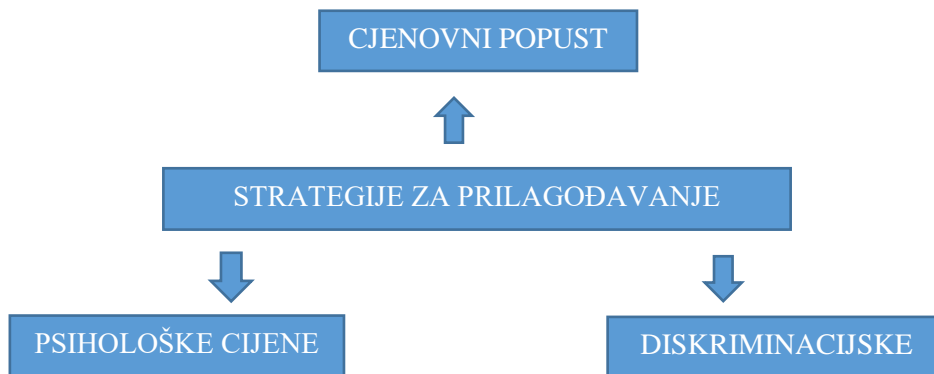 CJENOVNI POPUST
STRATEGIJE ZA PRILAGOĐAVANJE
PSIHOLOŠKE CIJENE
DISKRIMINACIJSKE